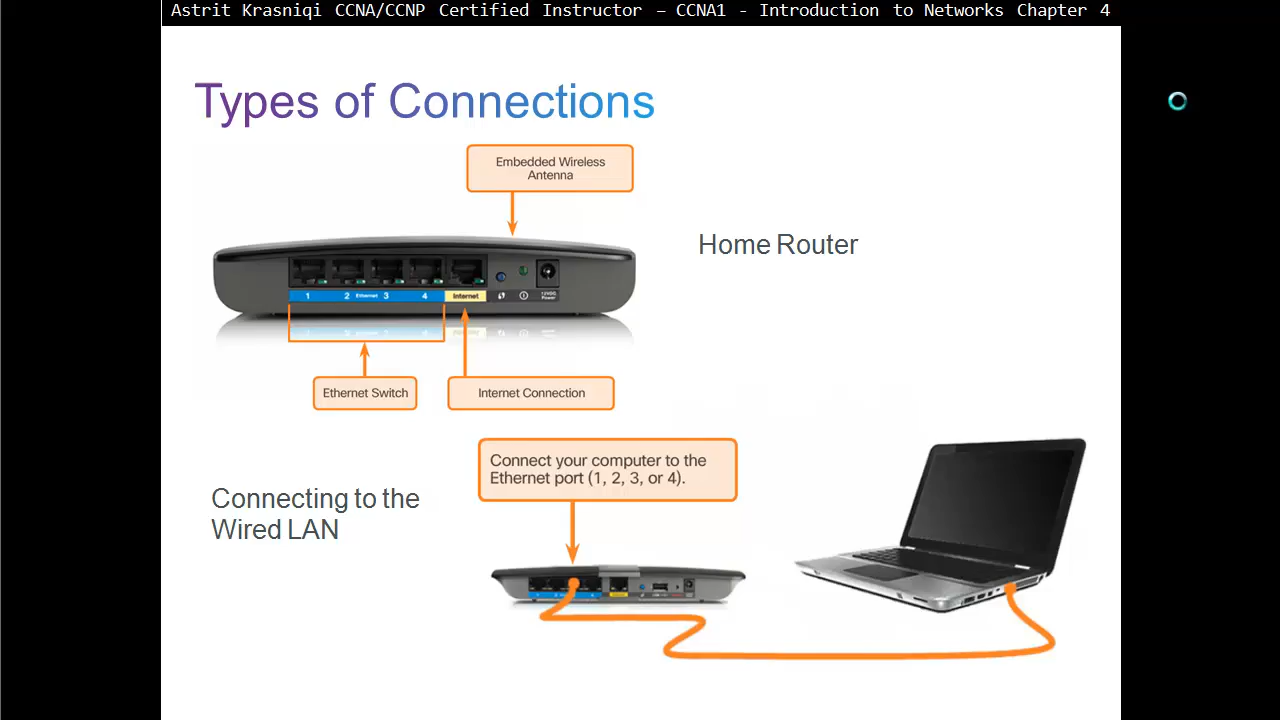 Astrit Krasniqi CCNA/CCNP Certified Instructor – CCNA1 - Introduction to Networks Chapter 4
Types of Connections
Embedded Wireless
Antenna
Home Router
1 2 Ethernet 3 4 Internet 12VDC
Power
Ethernet Switch
Internet Connection
Connect your computer to the
Ethernet port (1, 2, 3, or 4).
Connecting to the
Wired LAN